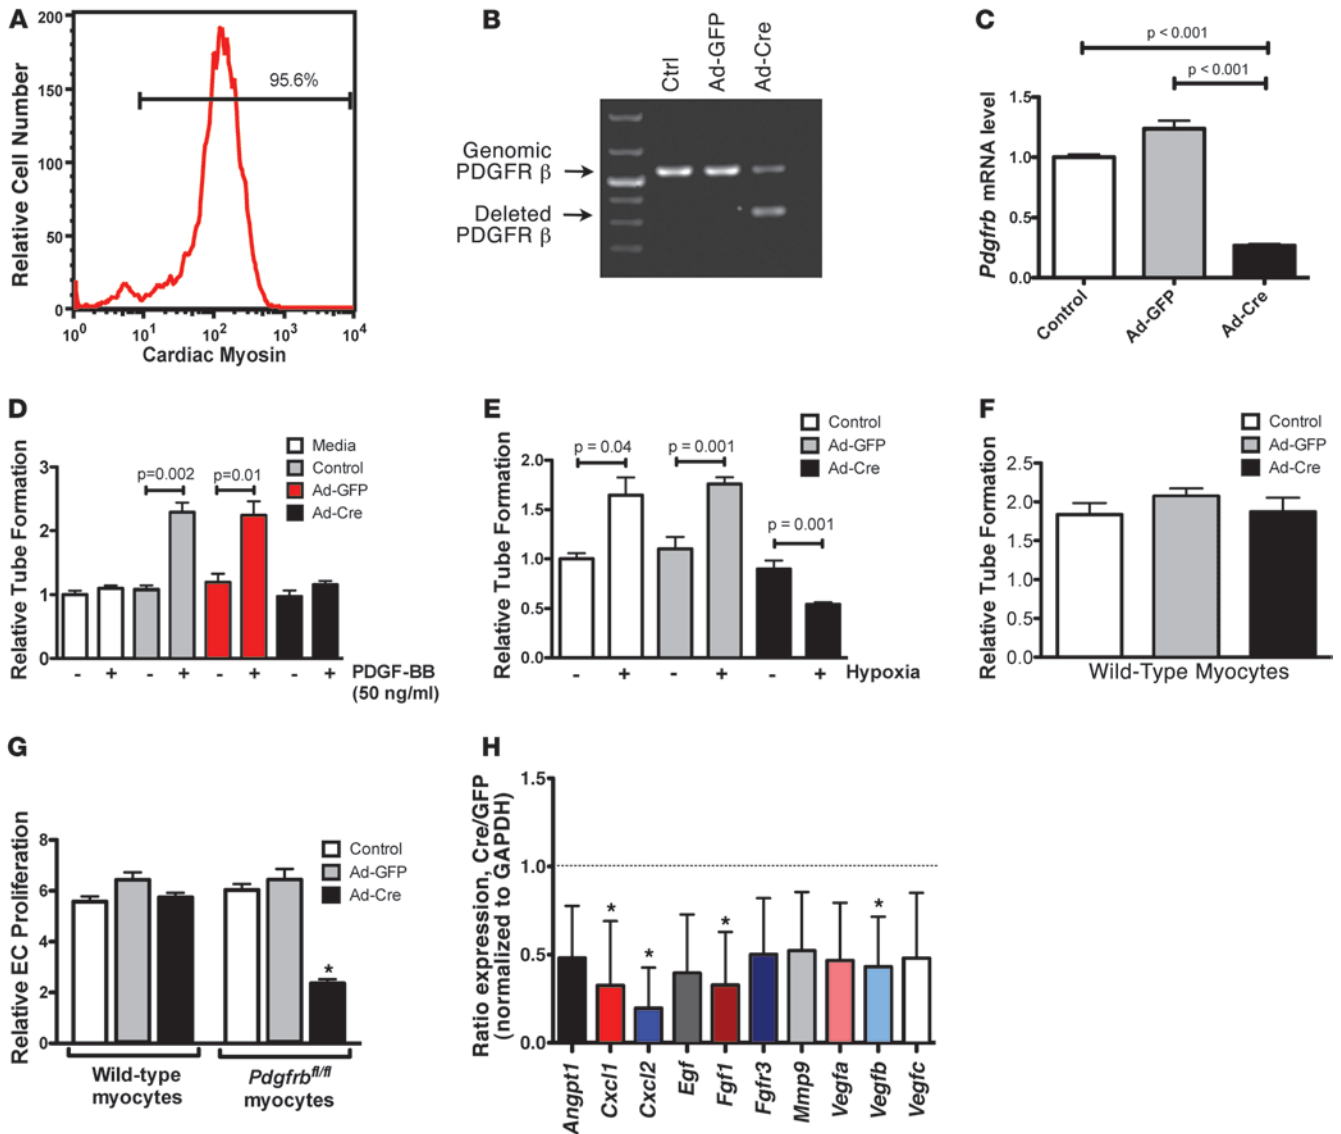 A
200
150
100
50
0
Relative Cell Number
95.6%
10^0 10^1 10^2 10^3 10^4
Cardiac Myosin
B
Ctrl
Ad-GFP
Ad-Cre
Genomic
PDGFR β
Deleted
PDGFR β
C
p < 0.001
p < 0.001
Pdgfrb mRNA level
1.5
1.0
0.5
0.0
Control
Ad-GFP
Ad-Cre
D
Relative Tube Formation
3
2
1
0
Media
Control
Ad-GFP
Ad-Cre
p=0.002
p=0.01
- + - + - + - +
PDGF-BB
(50 ng/ml)
E
Relative Tube Formation
2.0
1.5
1.0
0.5
0.0
Control
Ad-GFP
Ad-Cre
p = 0.04
p = 0.001
p = 0.001
- + - + - +
Hypoxia
F
Relative Tube Formation
2.5
2.0
1.5
1.0
0.5
0.0
Control
Ad-GFP
Ad-Cre
Wild-Type Myocytes
G
Relative EC Proliferation
8
6
4
2
0
Control
Ad-GFP
Ad-Cre
*
Wild-type
myocytes
Pdgfrb^fl/fl
myocytes
H
Ratio expression, Cre/GFP
(normalized to GAPDH)
1.5
1.0
0.5
0.0
* * * *
Angpt1
Cxcl1
Cxcl2
Egf
Fgf1
Fgfr3
Mmp9
Vegfa
Vegfb
Vegfc